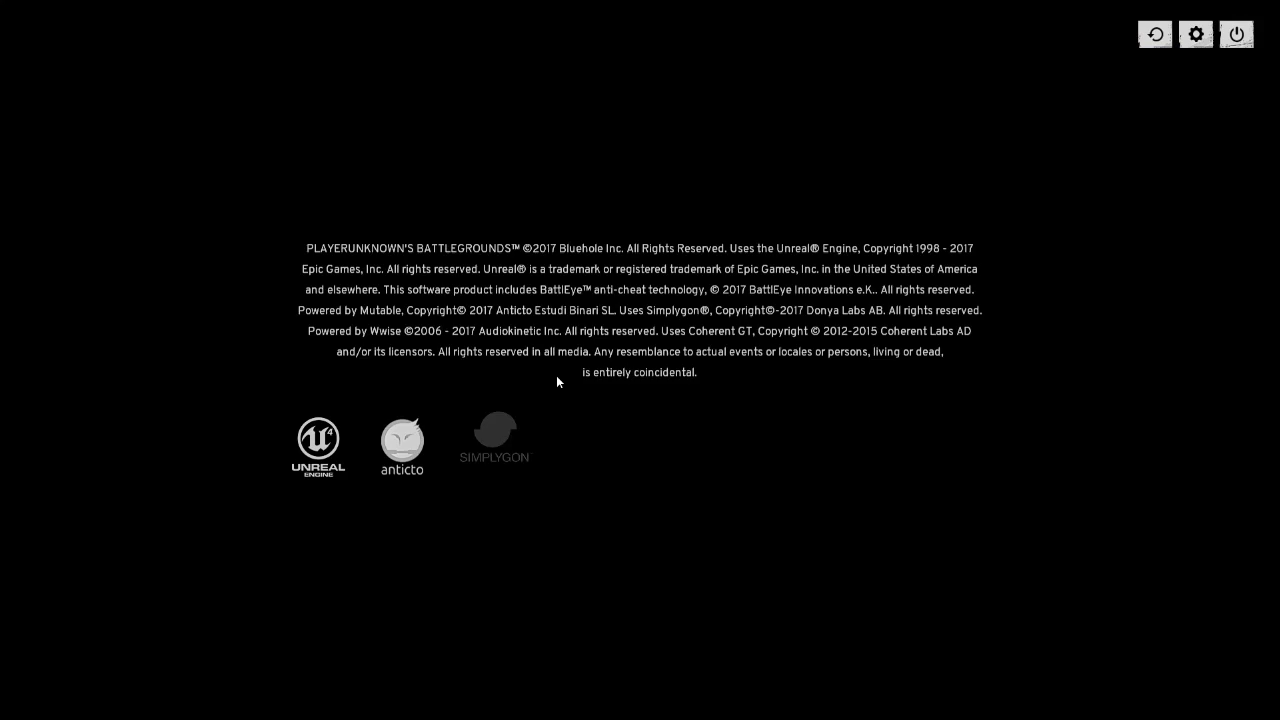 PLAYERUNKNOWN'S BATTLEGROUNDS™ ©2017 Bluehole Inc. All Rights Reserved. Uses the Unreal® Engine, Copyright 1998 - 2017
Epic Games, Inc. All rights reserved. Unreal® is a trademark or registered trademark of Epic Games, Inc. in the United States of America
and elsewhere. This software product includes BattlEye™ anti-cheat technology, © 2017 BattlEye Innovations e.K.. All rights reserved.
Powered by Mutable, Copyright© 2017 Anticto Estudi Binari SL. Uses Simplygon®, Copyright©-2017 Donya Labs AB. All rights reserved.
Powered by Wwise ©2006 - 2017 Audiokinetic Inc. All rights reserved. Uses Coherent GT, Copyright © 2012-2015 Coherent Labs AD
and/or its licensors. All rights reserved in all media. Any resemblance to actual events or locales or persons, living or dead,
is entirely coincidental.
U4
UNREAL
ENGINE
anticto
SIMPLYGON